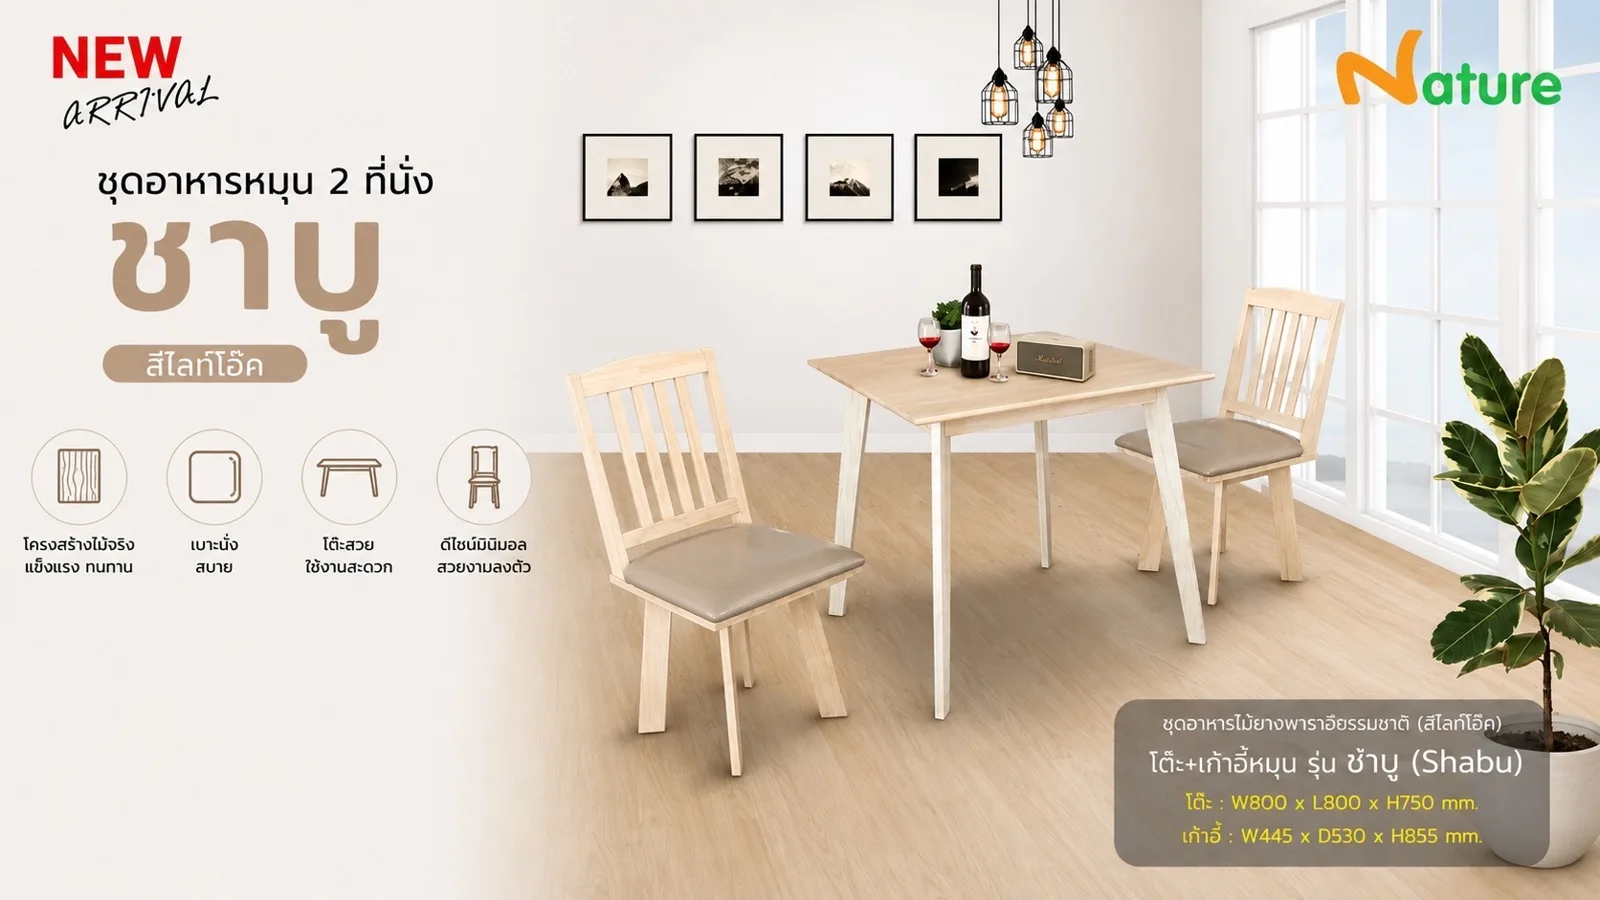 NEW
ARRIVAL
Nature
ชุดอาหารหมุน 2 ที่นั่ง
ชาบู
สีไลท์โอ๊ค
โครงสร้างไม้จริง
แข็งแรง ทนทาน
เบาะนั่ง
สบาย
โต๊ะสวย
ใช้งานสะดวก
ดีไซน์มินิมอล
สวยงามลงตัว
ชุดอาหารไม้ยางพาราธรรมชาติ (สีไลท์โอ๊ค)
โต๊ะ+เก้าอี้หมุน รุ่น ช้าบู (Shabu)
โต๊ะ : W800 x L800 x H750 mm.
เก้าอี้ : W445 x D530 x H855 mm.